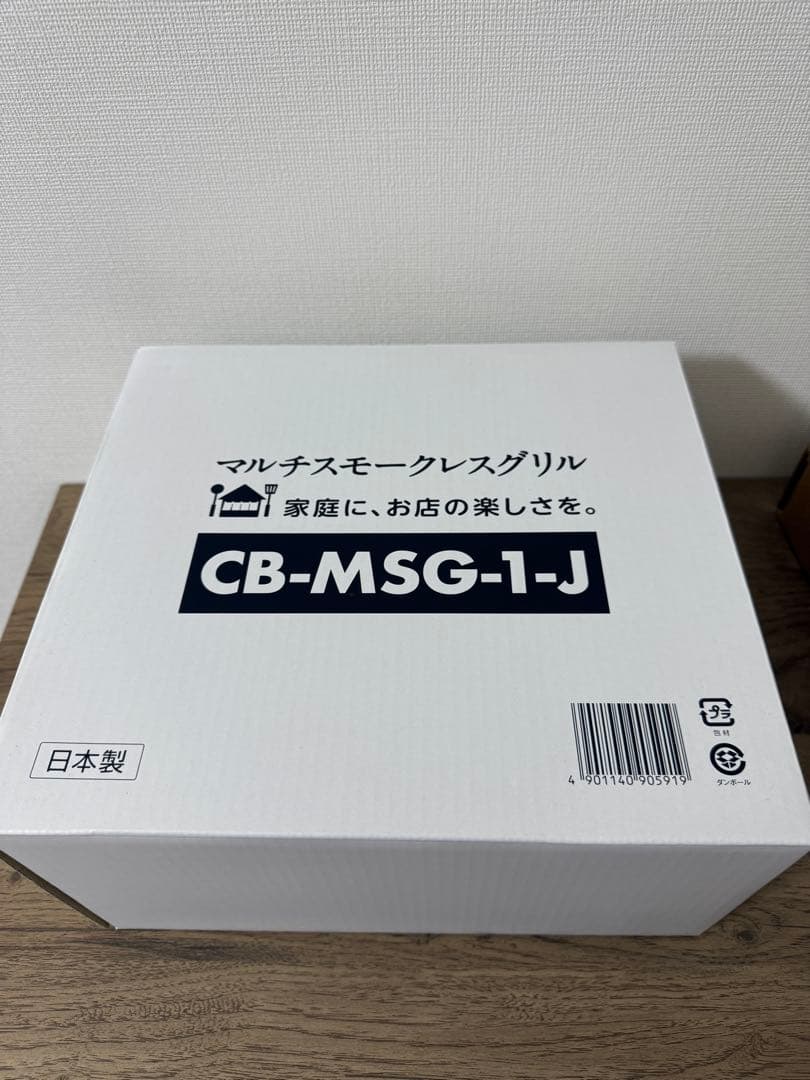 マルチスモークレスグリル
家庭に、お店の楽しさを。
CB-MSG-1-J
日本製
4 901140 905919
プラ
包材
ダンボール